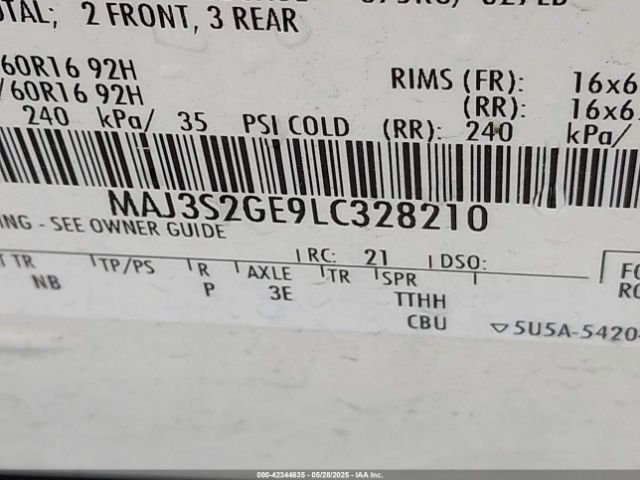 2 FRONT, 3 REAR
60R16 92H RIMS (FR): 16x6
/60R16 92H (RR): 16x6.
240 kPa/ 35 PSI COLD (RR): 240 kPa/
MAJ3S2GE9LC328210
- SEE OWNER GUIDE
RC: 21 DSO:
TR TP/PS R AXLE TR SPR
NB P 3E TTHH
CBU 5U5A-5420
000-42344635 - 05/28/2025 - IAA Inc.